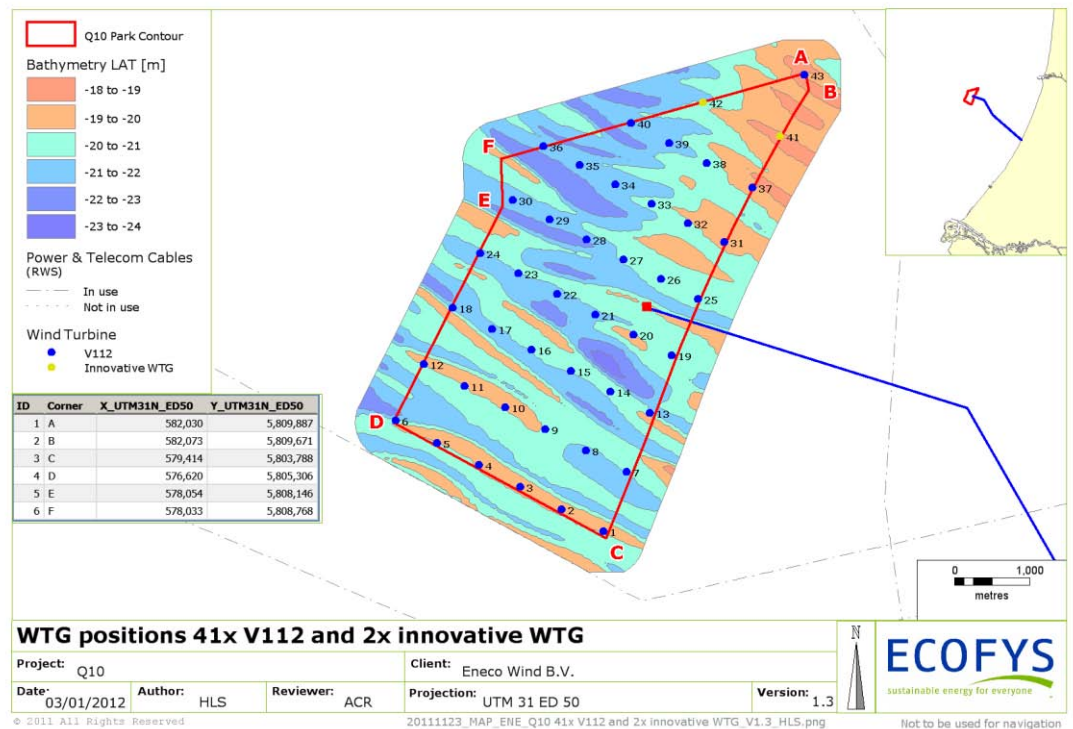 Q10 Park Contour
Bathymetry LAT [m]
-18 to -19
-19 to -20
-20 to -21
-21 to -22
-22 to -23
-23 to -24
Power & Telecom Cables
(RWS)
In use
Not in use
Wind Turbine
V112
Innovative WTG
ID Corner X_UTM31N_ED50 Y_UTM31N_ED50
1 A 582,030 5,809,887
2 B 582,073 5,809,671
3 C 579,414 5,803,788
4 D 576,620 5,805,306
5 E 578,054 5,808,146
6 F 578,033 5,808,768
A
43
B
42
40
41
39
36
F
38
35
34
37
E
30
33
29
32
28
31
24
27
23
26
22
25
18
21
17
20
16
19
12
15
11
14
10
13
D
6
9
5
8
4
7
3
2
1
C
0 1,000
metres
WTG positions 41x V112 and 2x innovative WTG
Project: Q10
Client: Eneco Wind B.V.
Date: 03/01/2012
Author: HLS
Reviewer: ACR
Projection: UTM 31 ED 50
Version: 1.3
N
ECOFYS
sustainable energy for everyone
© 2011 All Rights Reserved
20111123_MAP_ENE_Q10 41x V112 and 2x innovative WTG_V1.3_HLS.png
Not to be used for navigation